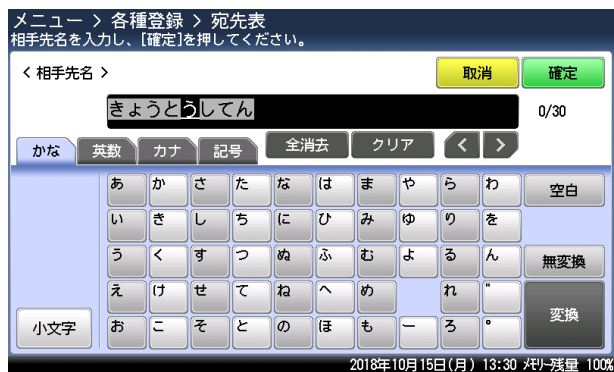 メニュー > 各種登録 > 宛先表
相手先名を入力し、[確定]を押してください。
< 相手先名 >
取消
確定
きょうとうしてん
0/30
かな 英数 カナ 記号 全消去 クリア < >
あ か さ た な は ま や ら わ 空白
い き し ち に ひ み ゆ り を
う く す つ ぬ ふ む よ る ん 無変換
え け せ て ね へ め れ ゛ 変換
小文字 お こ そ と の ほ も ー ろ ゜
2018年10月15日(月) 13:30 メモリー残量 100%